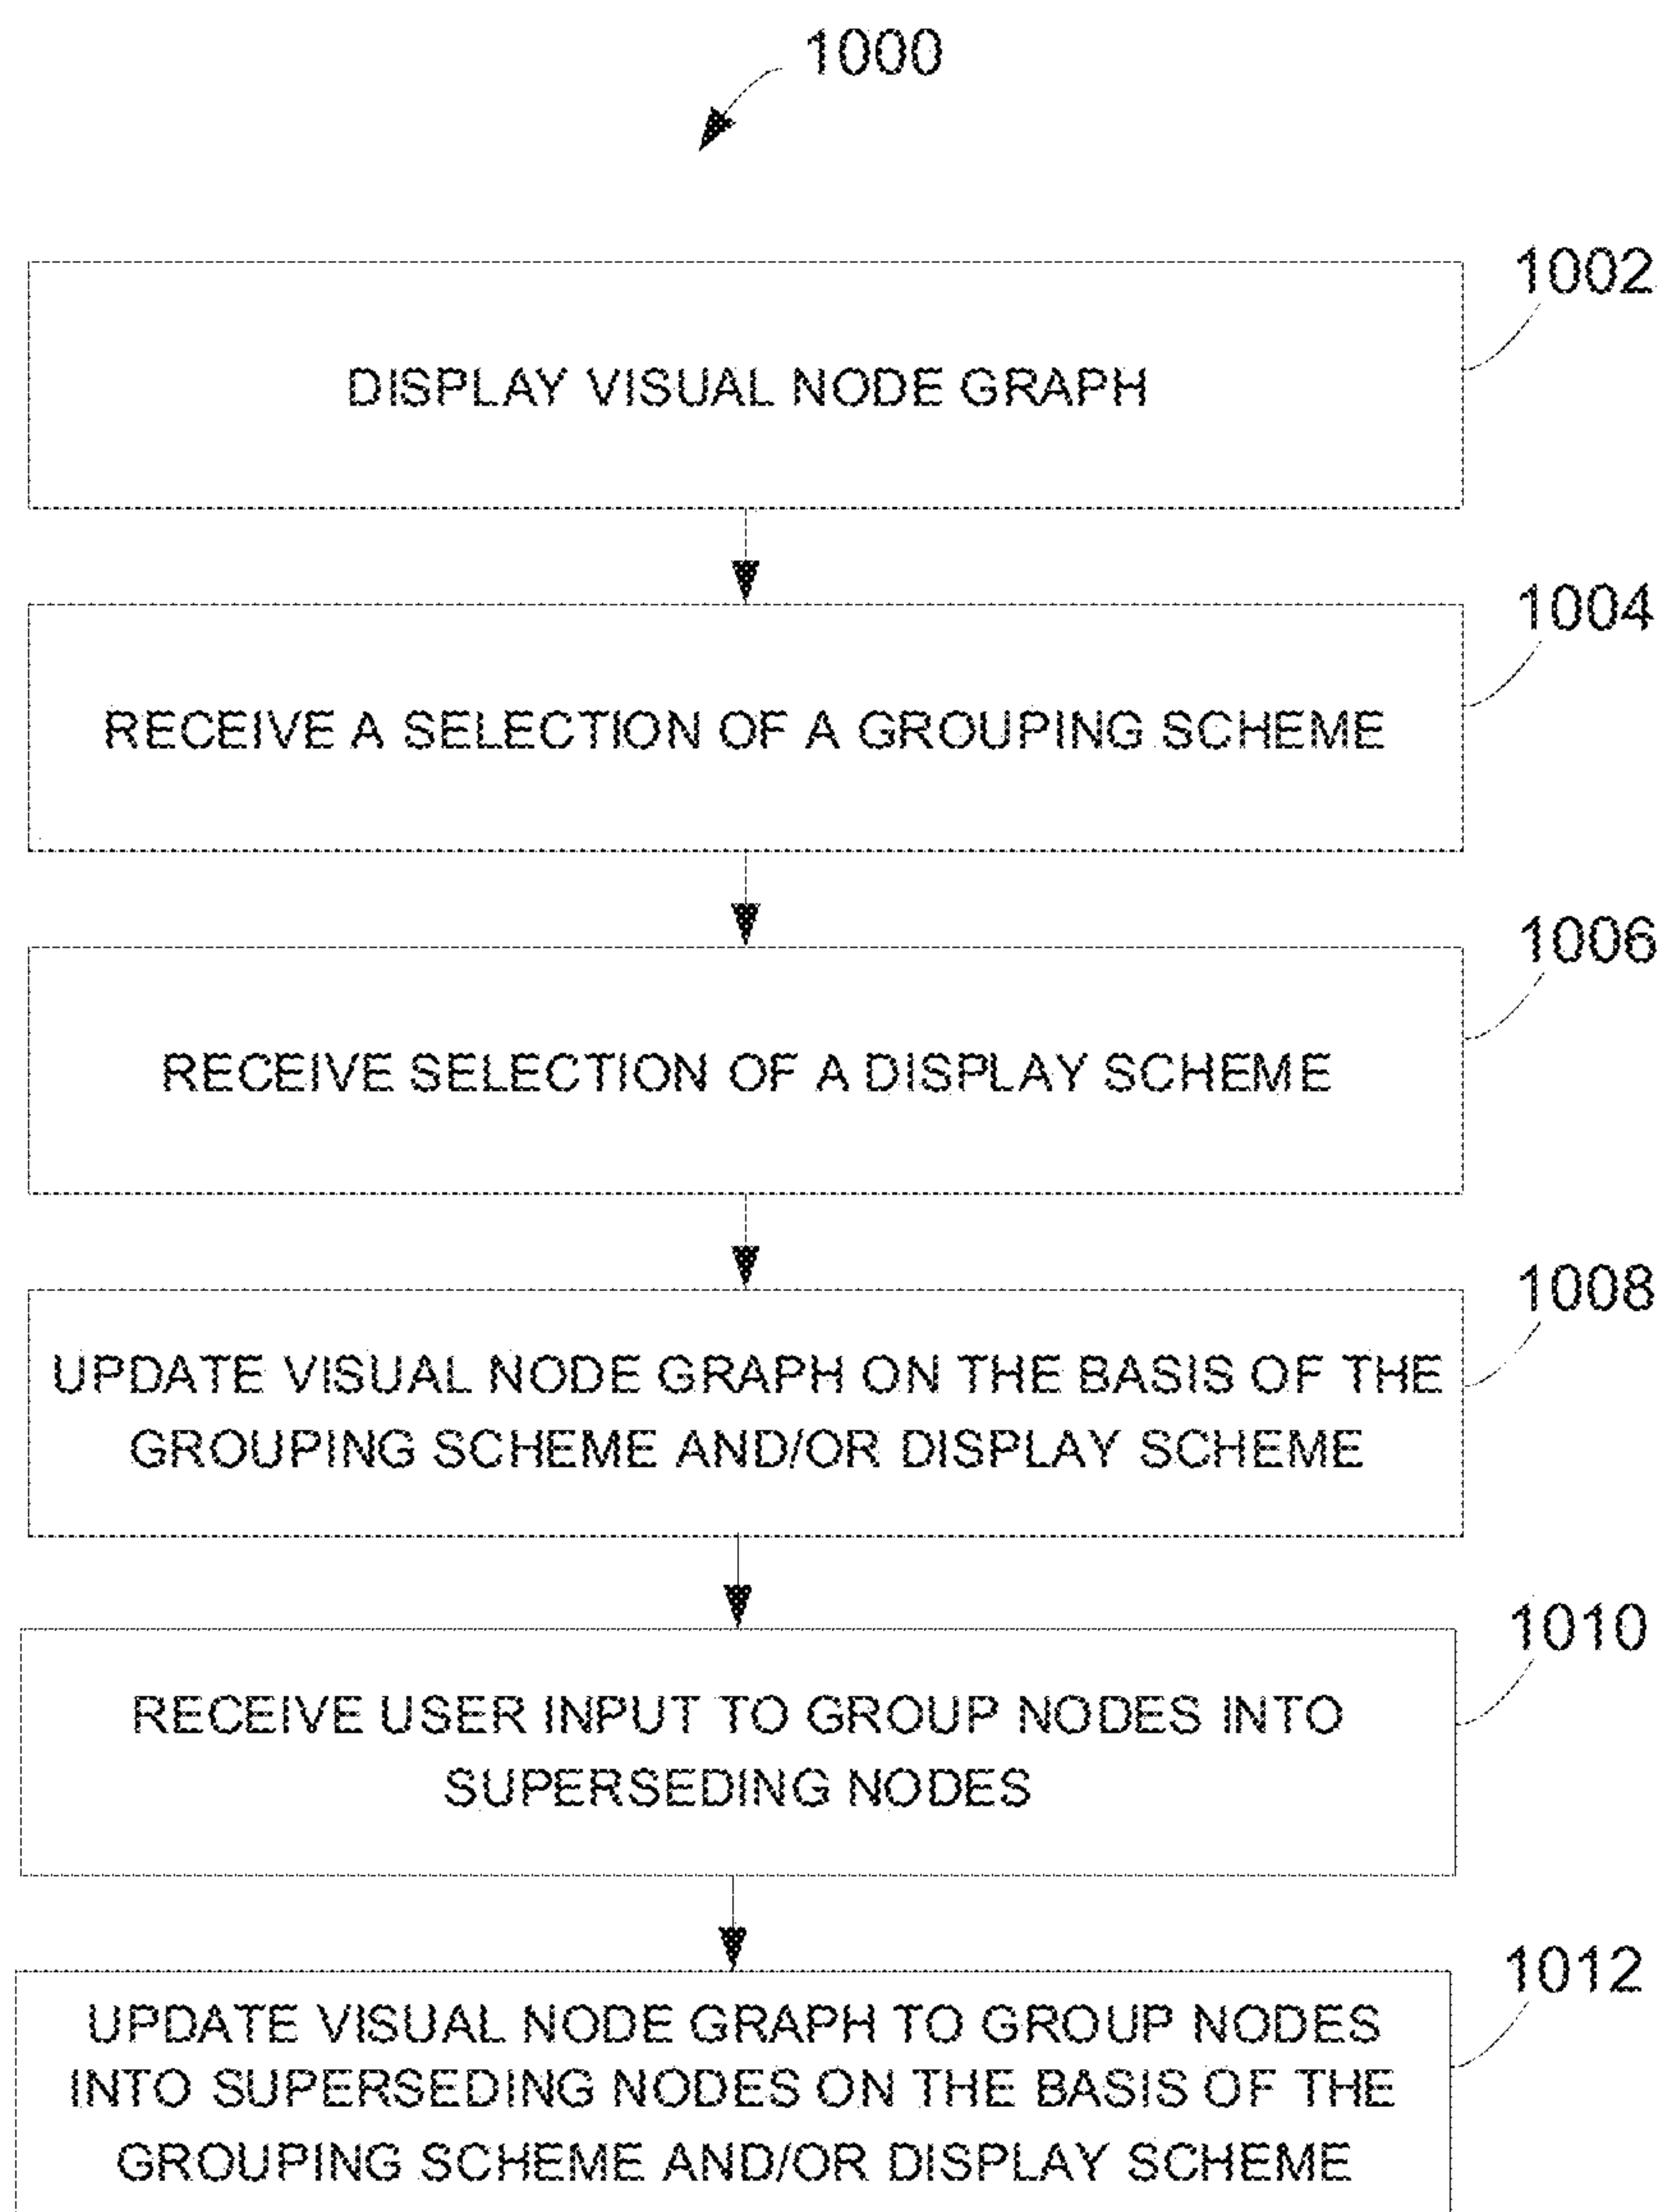 1000
1002
DISPLAY VISUAL NODE GRAPH
1004
RECEIVE A SELECTION OF A GROUPING SCHEME
1006
RECEIVE SELECTION OF A DISPLAY SCHEME
1008
UPDATE VISUAL NODE GRAPH ON THE BASIS OF THE
GROUPING SCHEME AND/OR DISPLAY SCHEME
1010
RECEIVE USER INPUT TO GROUP NODES INTO
SUPERSEDING NODES
1012
UPDATE VISUAL NODE GRAPH TO GROUP NODES
INTO SUPERSEDING NODES ON THE BASIS OF THE
GROUPING SCHEME AND/OR DISPLAY SCHEME